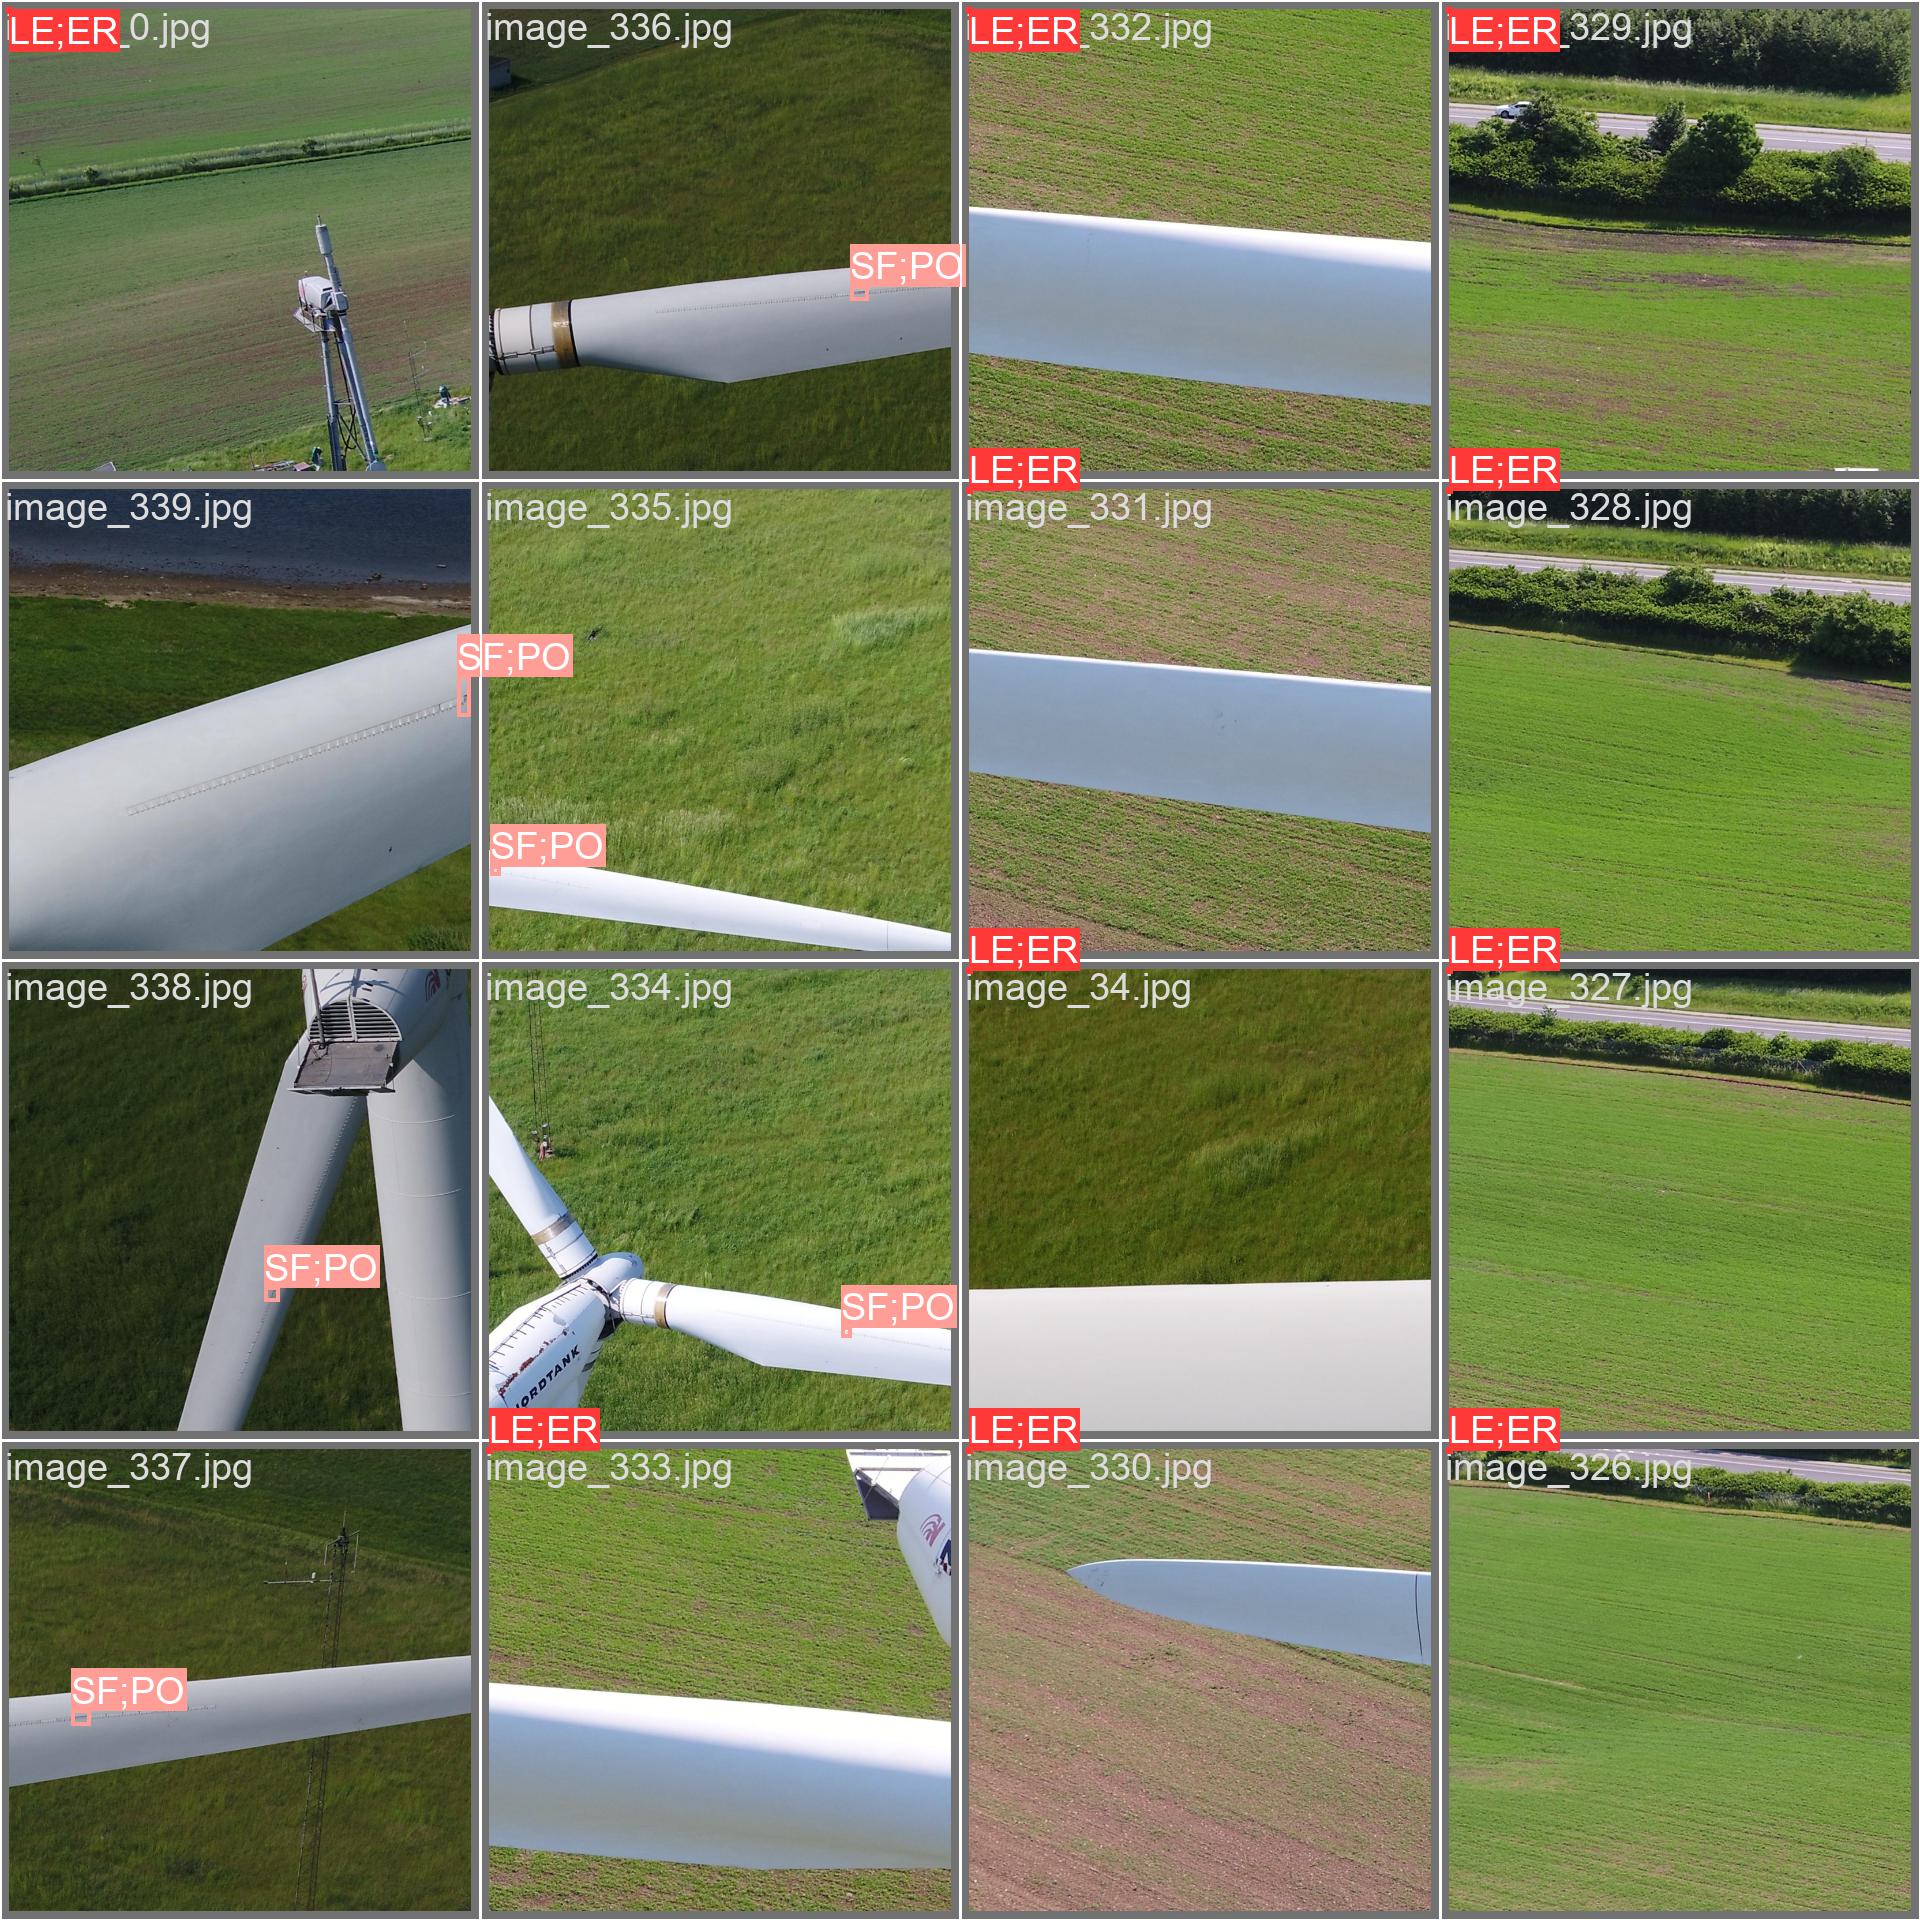 LE;ER _0.jpg
image_336.jpg
LE;ER _332.jpg
LE;ER _329.jpg
SF;PO
LE;ER
LE;ER
image_339.jpg
image_335.jpg
image_331.jpg
image_328.jpg
SF;PO
SF;PO
LE;ER
LE;ER
image_338.jpg
image_334.jpg
image_34.jpg
image_327.jpg
SF;PO
SF;PO
NORDTANK
LE;ER
LE;ER
LE;ER
image_337.jpg
image_333.jpg
image_330.jpg
image_326.jpg
SF;PO